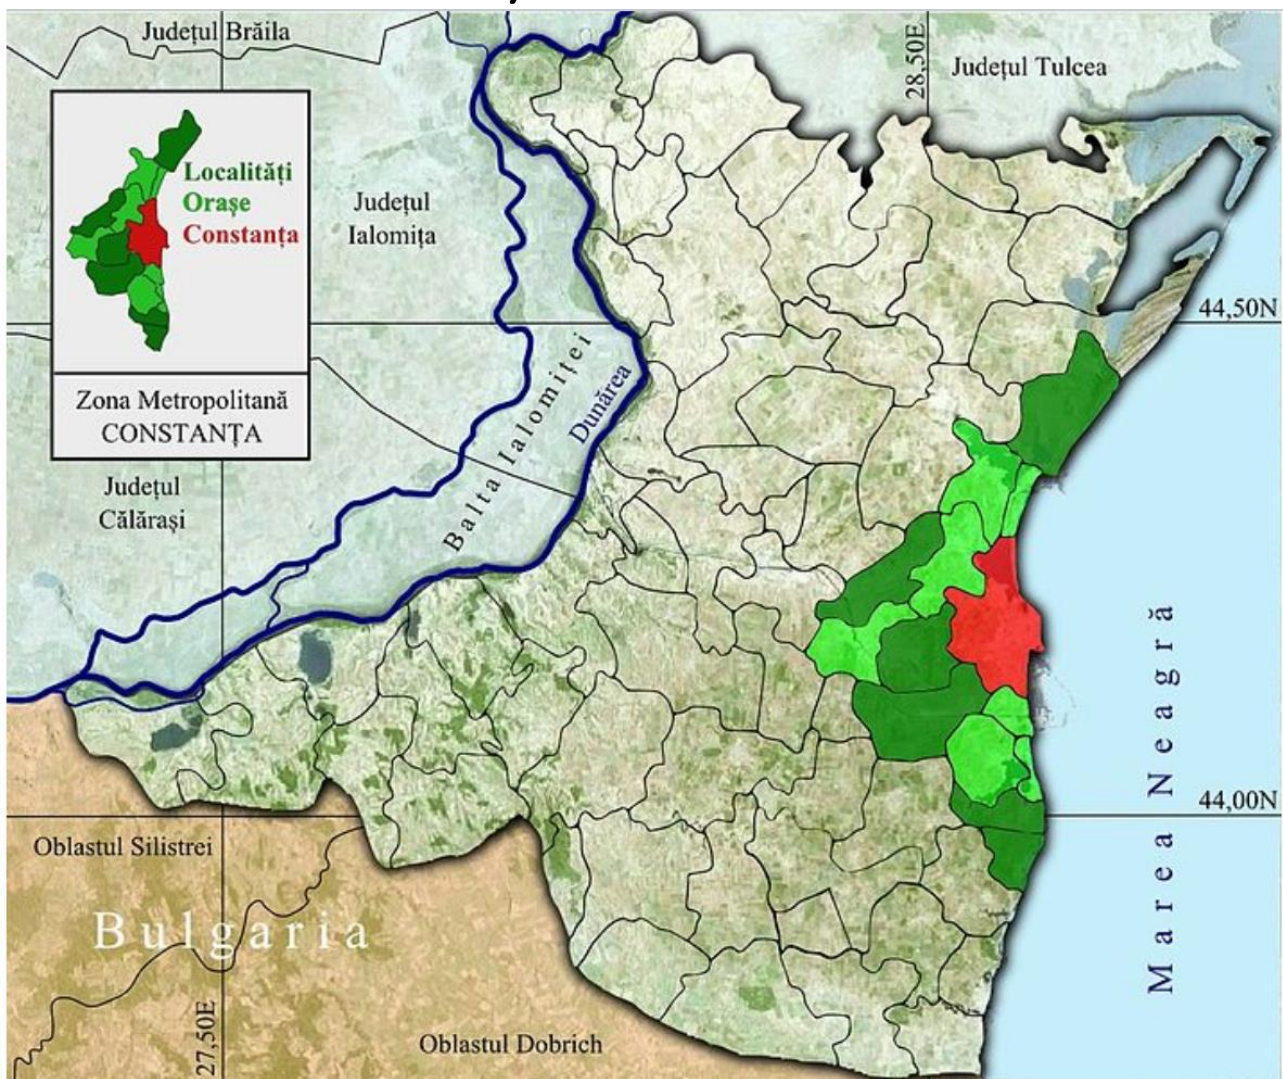 Județul Brăila
28,50E
Județul Tulcea
Localități
Orașe
Constanța
Județul
Ialomița
44,50N
Zona Metropolitană
CONSTANȚA
Balta Ialomiței
Dunărea
Județul
Călărași
Marea Neagră
44,00N
Oblastul Silistrei
Bulgaria
27,50E
Oblastul Dobrich